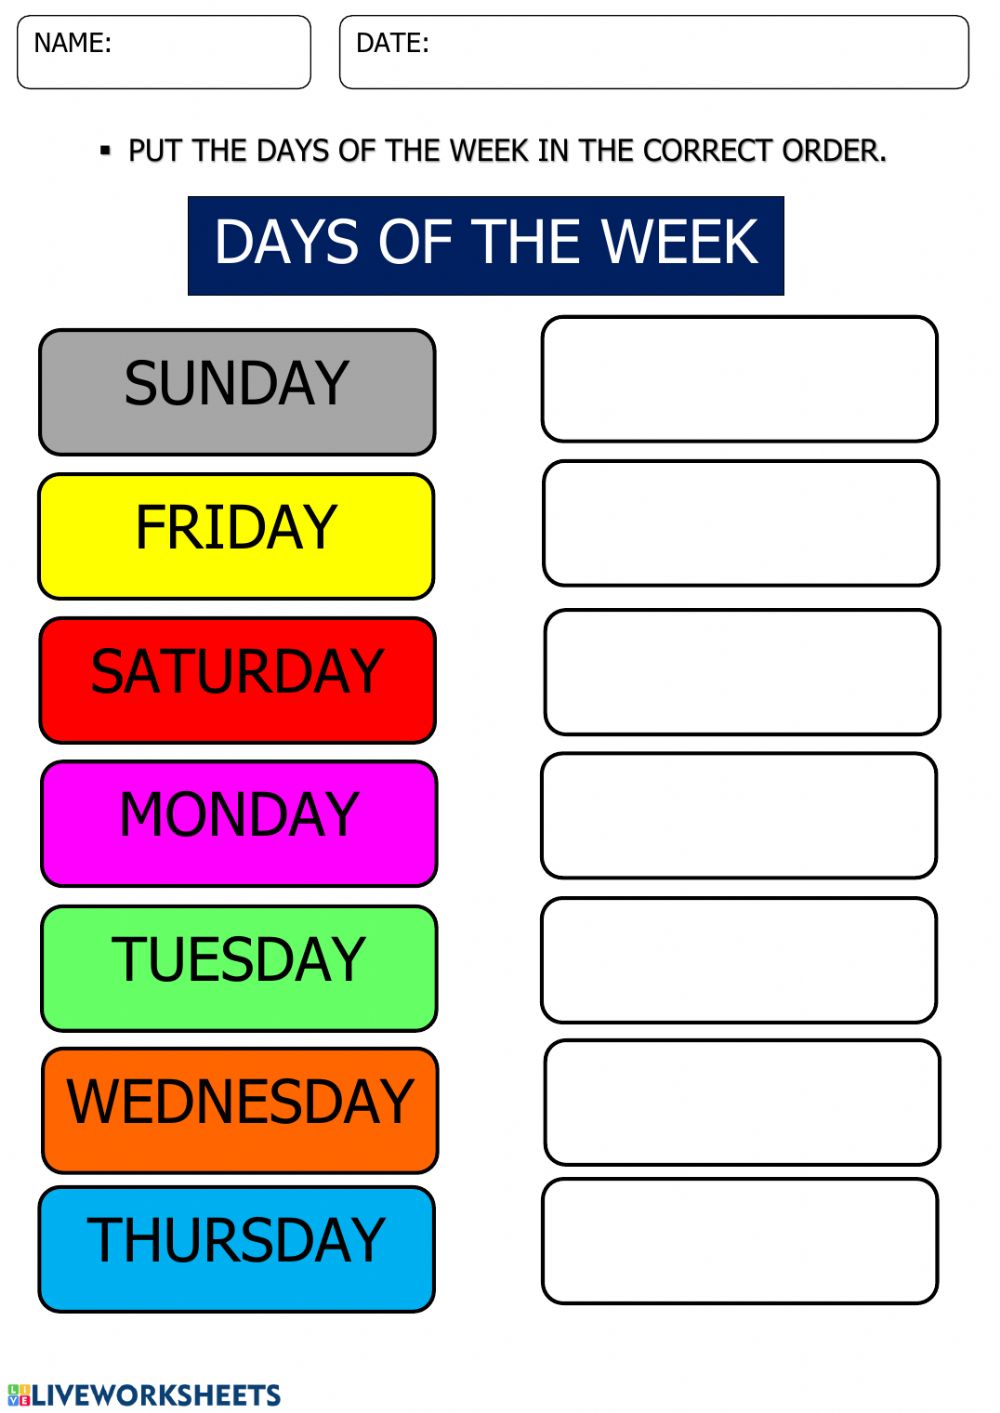 NAME:
DATE:
▪ PUT THE DAYS OF THE WEEK IN THE CORRECT ORDER.
DAYS OF THE WEEK
SUNDAY
FRIDAY
SATURDAY
MONDAY
TUESDAY
WEDNESDAY
THURSDAY
LIVE LIVEWORKSHEETS